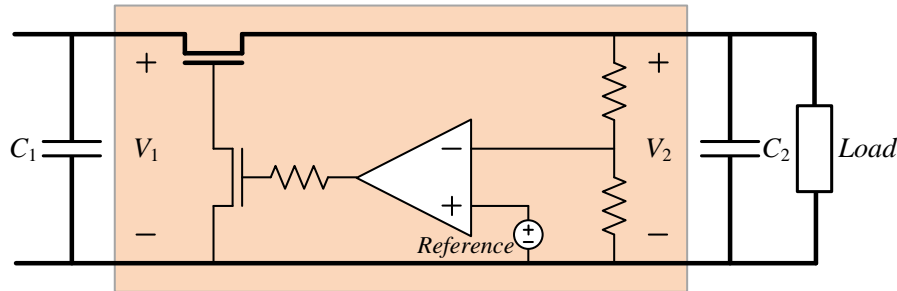 + +
C1 V1 − V2 C2 Load
+ + −
− Reference −